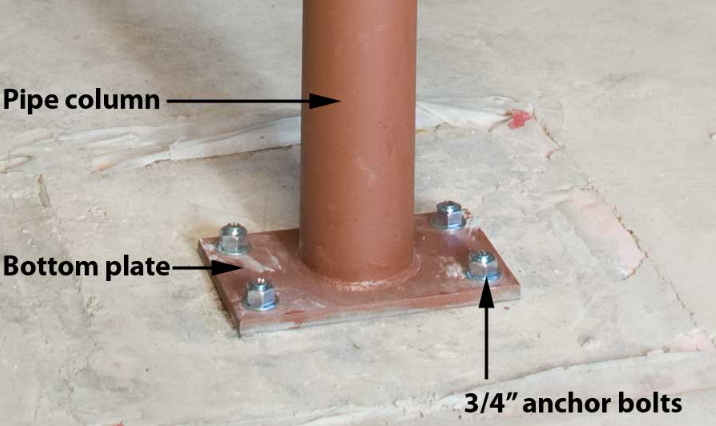 Pipe column
Bottom plate
3/4” anchor bolts